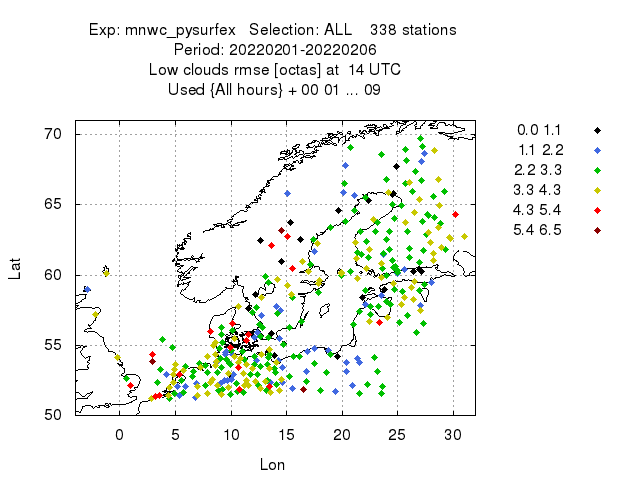 Exp: mnwc_pysurfex   Selection: ALL    338 stations
Period: 20220201-20220206
Low clouds rmse [octas] at  14 UTC
Used {All hours} + 00 01 ... 09
70
65
60
55
50
0 5 10 15 20 25 30
Lat
Lon
0.0 1.1
1.1 2.2
2.2 3.3
3.3 4.3
4.3 5.4
5.4 6.5